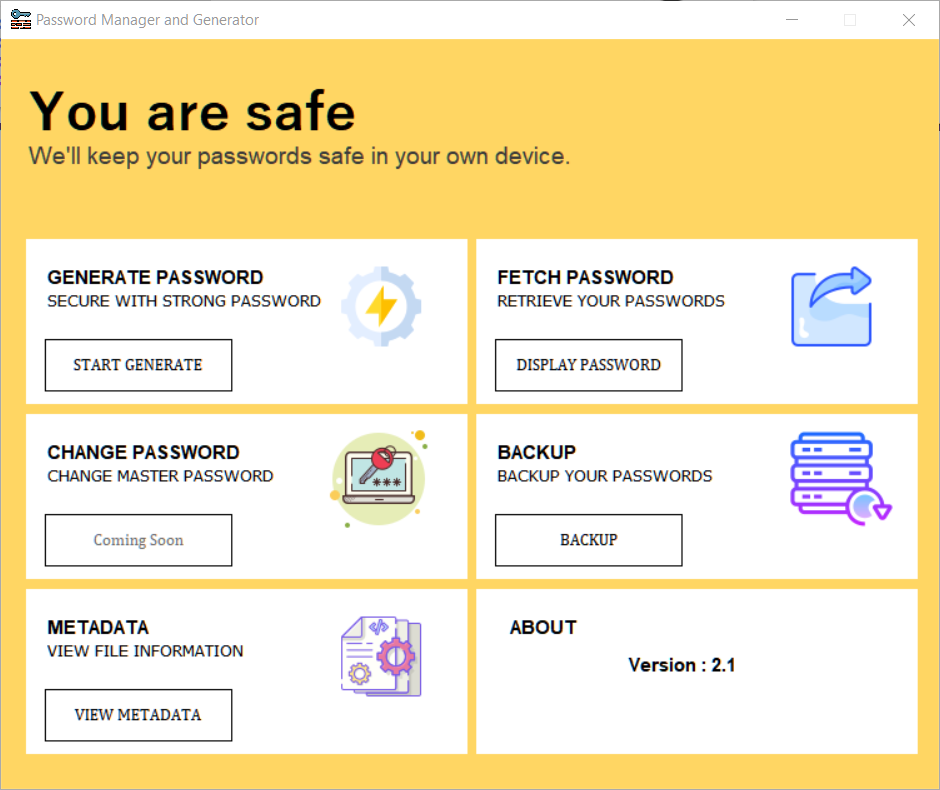 Password Manager and Generator
You are safe
We'll keep your passwords safe in your own device.
GENERATE PASSWORD
SECURE WITH STRONG PASSWORD
START GENERATE
FETCH PASSWORD
RETRIEVE YOUR PASSWORDS
DISPLAY PASSWORD
CHANGE PASSWORD
CHANGE MASTER PASSWORD
***
Coming Soon
BACKUP
BACKUP YOUR PASSWORDS
BACKUP
METADATA
VIEW FILE INFORMATION
</>
VIEW METADATA
ABOUT
Version : 2.1